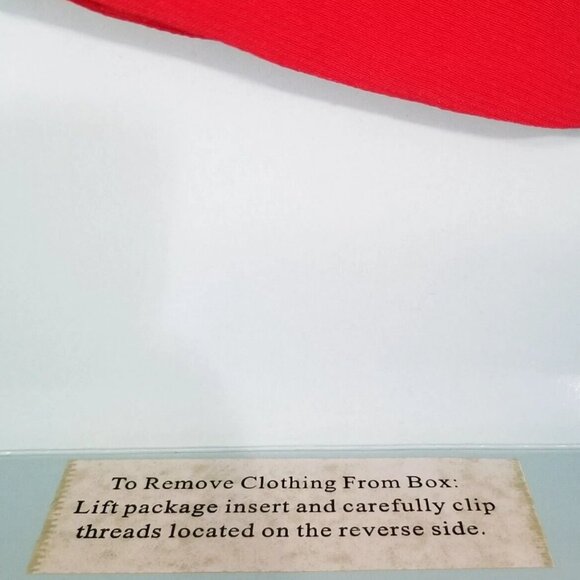 To Remove Clothing From Box:
Lift package insert and carefully clip
threads located on the reverse side.